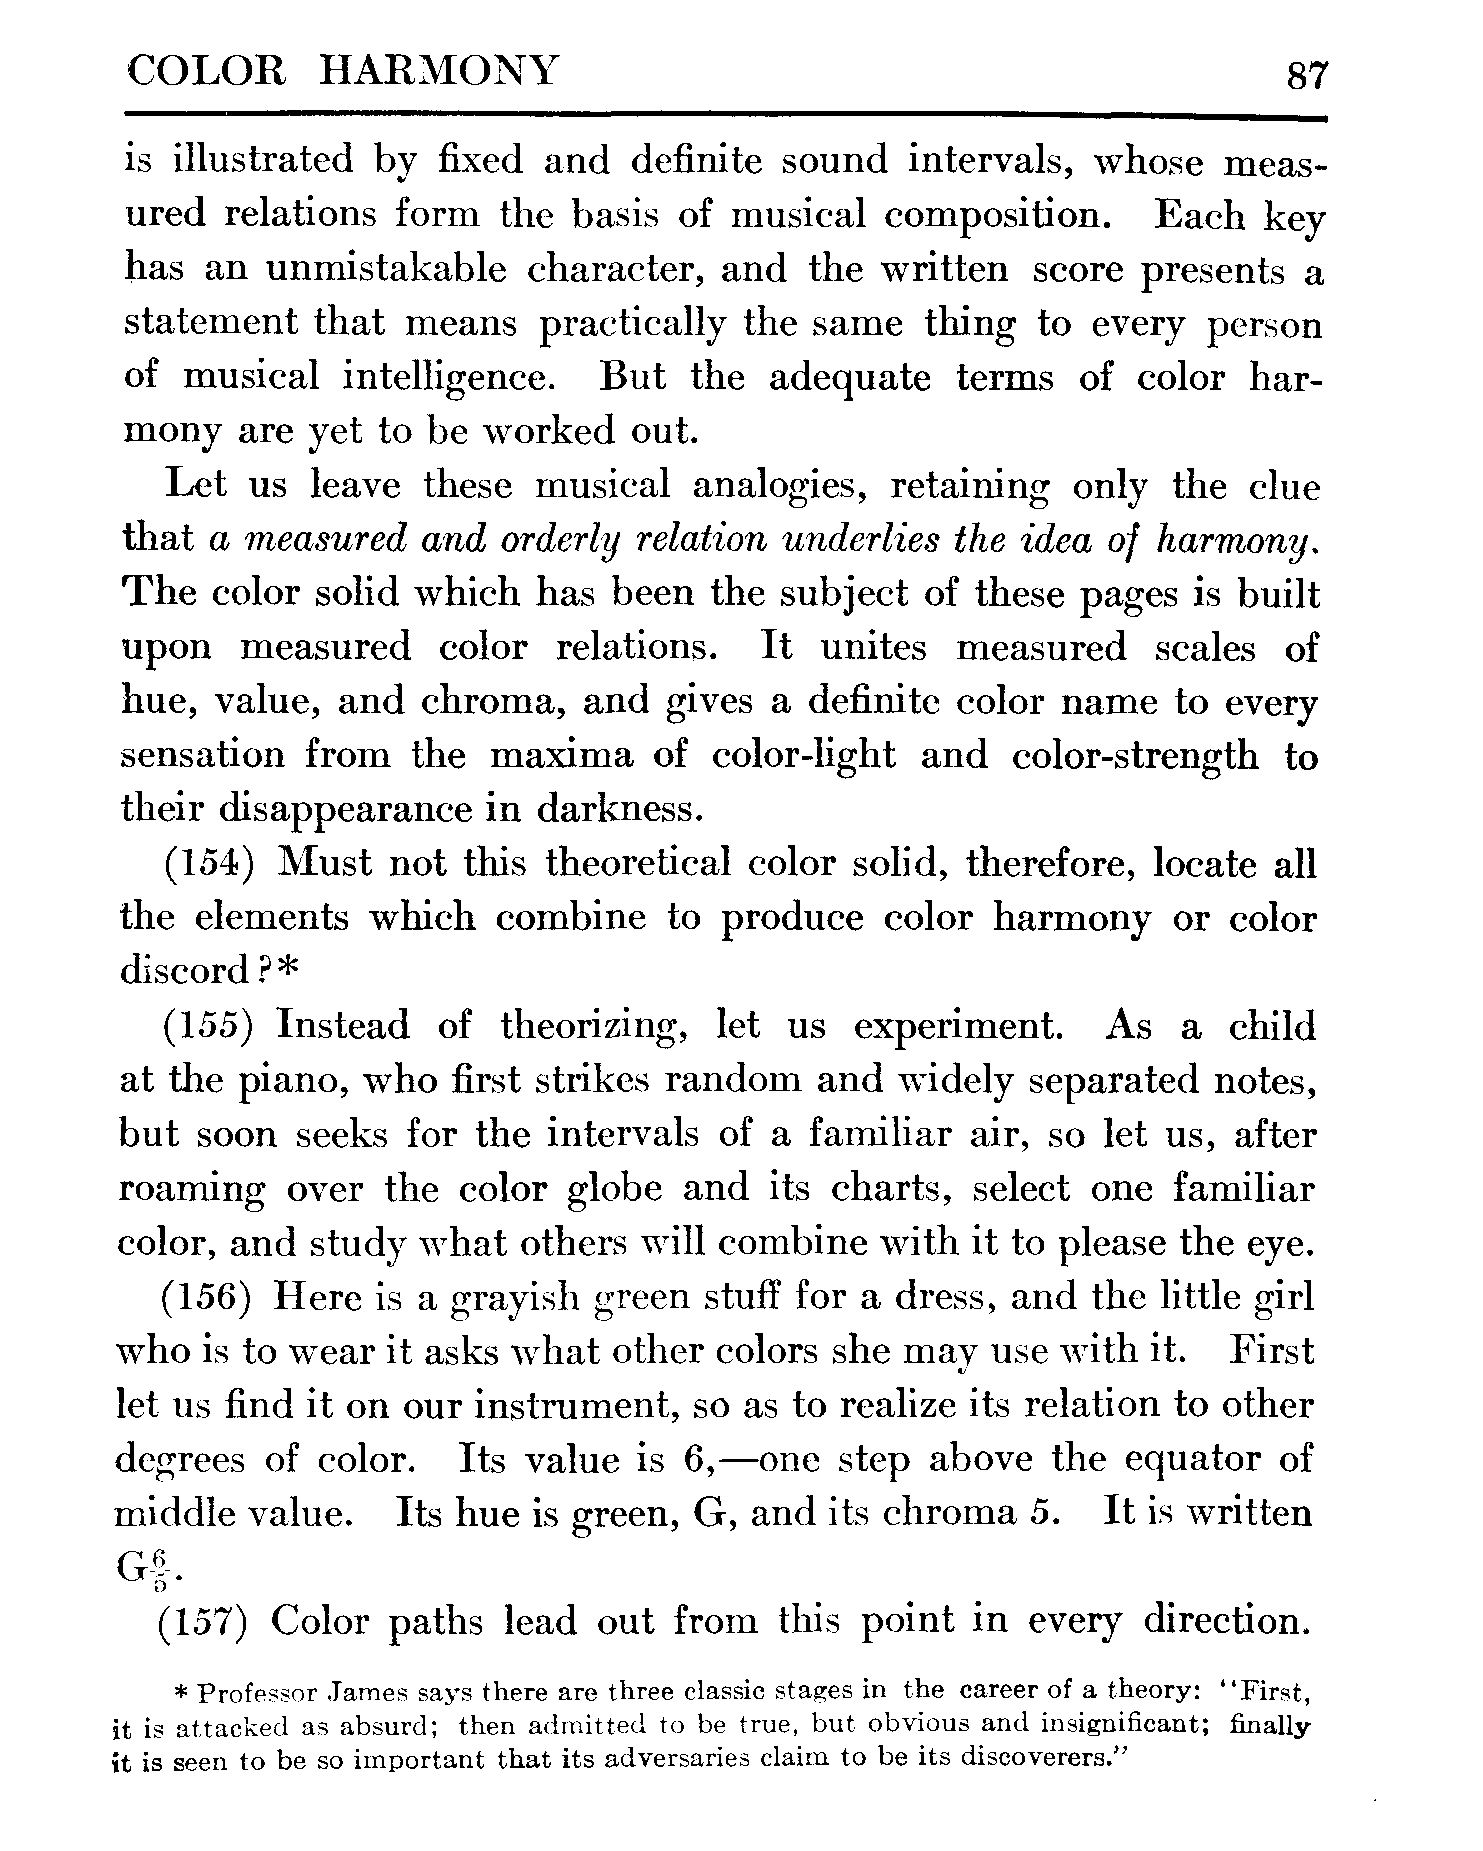 COLOR HARMONY 87
is illustrated by fixed and definite sound intervals, whose meas-
ured relations form the basis of musical composition. Each key
has an unmistakable character, and the written score presents a
statement that means practically the same thing to every person
of musical intelligence. But the adequate terms of color har-
mony are yet to be worked out.
Let us leave these musical analogies, retaining only the clue
that a measured and orderly relation underlies the idea of harmony.
The color solid which has been the subject of these pages is built
upon measured color relations. It unites measured scales of
hue, value, and chroma, and gives a definite color name to every
sensation from the maxima of color-light and color-strength to
their disappearance in darkness.
(154) Must not this theoretical color solid, therefore, locate all
the elements which combine to produce color harmony or color
discord?*
(155) Instead of theorizing, let us experiment. As a child
at the piano, who first strikes random and widely separated notes,
but soon seeks for the intervals of a familiar air, so let us, after
roaming over the color globe and its charts, select one familiar
color, and study what others will combine with it to please the eye.
(156) Here is a grayish green stuff for a dress, and the little girl
who is to wear it asks what other colors she may use with it. First
let us find it on our instrument, so as to realize its relation to other
degrees of color. Its value is 6,—one step above the equator of
middle value. Its hue is green, G, and its chroma 5. It is written
G6/5.
(157) Color paths lead out from this point in every direction.
* Professor James says there are three classic stages in the career of a theory: "First,
it is attacked as absurd; then admitted to be true, but obvious and insignificant; finally
it is seen to be so important that its adversaries claim to be its discoverers."